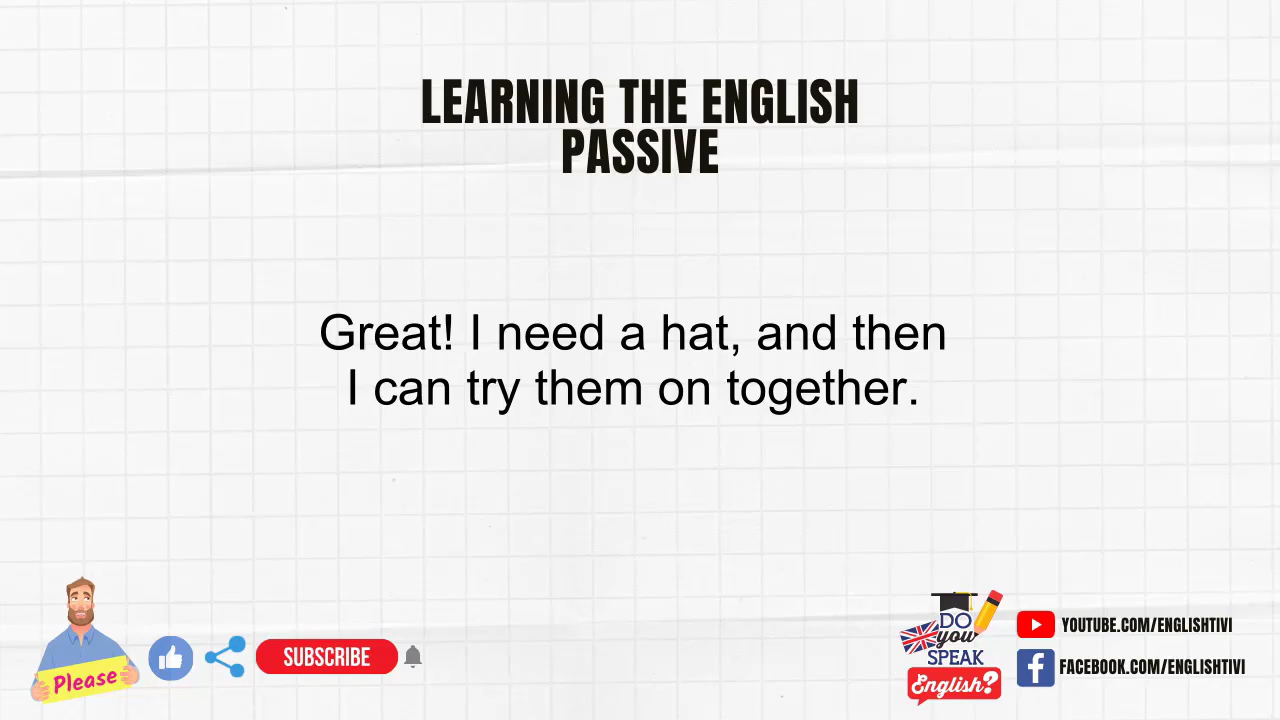 LEARNING THE ENGLISH
PASSIVE
Great! I need a hat, and then
I can try them on together.
Please
SUBSCRIBE
DO
you
SPEAK
English?
YOUTUBE.COM/ENGLISHTIVI
FACEBOOK.COM/ENGLISHTIVI